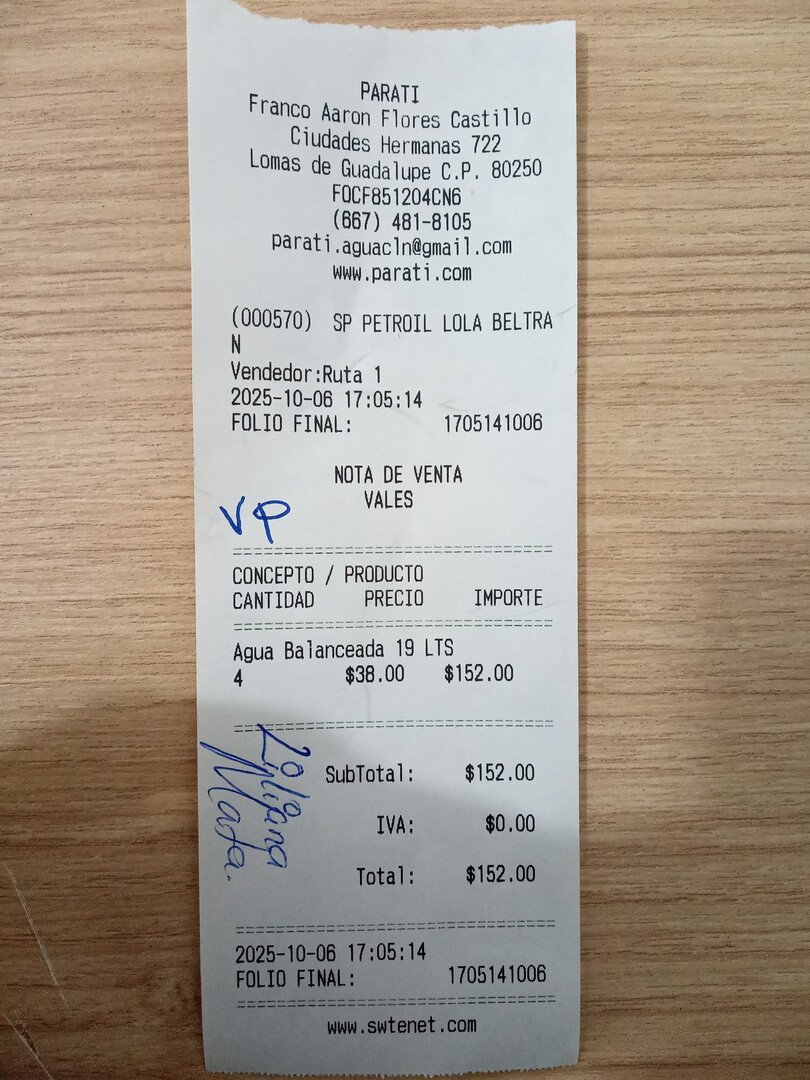 PARATI
Franco Aaron Flores Castillo
Ciudades Hermanas 722
Lomas de Guadalupe C.P. 80250
FOCF851204CN6
(667) 481-8105
parati.aguacln@gmail.com
www.parati.com
(000570) SP PETROIL LOLA BELTRA
N
Vendedor:Ruta 1
2025-10-06 17:05:14
FOLIO FINAL: 1705141006
NOTA DE VENTA
VALES
VP
CONCEPTO / PRODUCTO
CANTIDAD PRECIO IMPORTE
Agua Balanceada 19 LTS
4 $38.00 $152.00
Liliana
Mata.
SubTotal: $152.00
IVA: $0.00
Total: $152.00
2025-10-06 17:05:14
FOLIO FINAL: 1705141006
www.swtenet.com